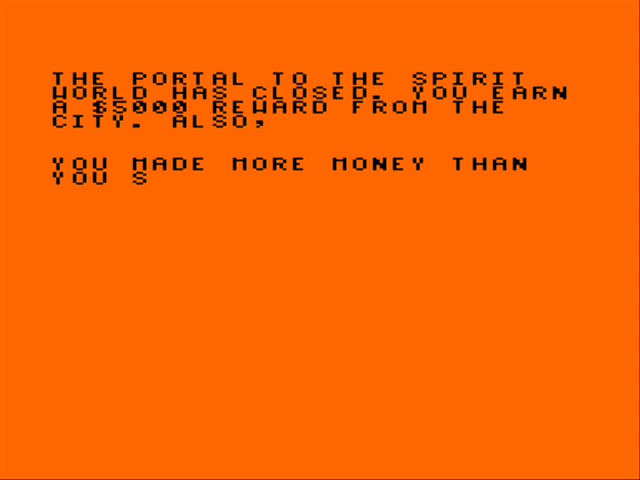 THE PORTAL TO THE SPIRIT
WORLD HAS CLOSED. YOU EARN
A $5000 REWARD FROM THE
CITY. ALSO,
YOU MADE MORE MONEY THAN
YOU S